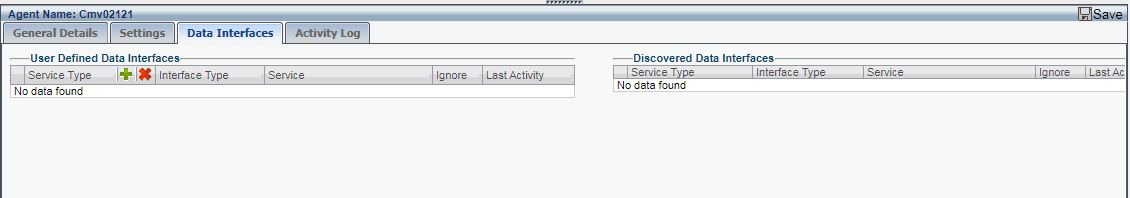 Agent Name: Cmv02121 Save
General Details Settings Data Interfaces Activity Log
User Defined Data Interfaces Discovered Data Interfaces
Service Type Interface Type Service Ignore Last Activity Service Type Interface Type Service Ignore Last Ac
No data found No data found